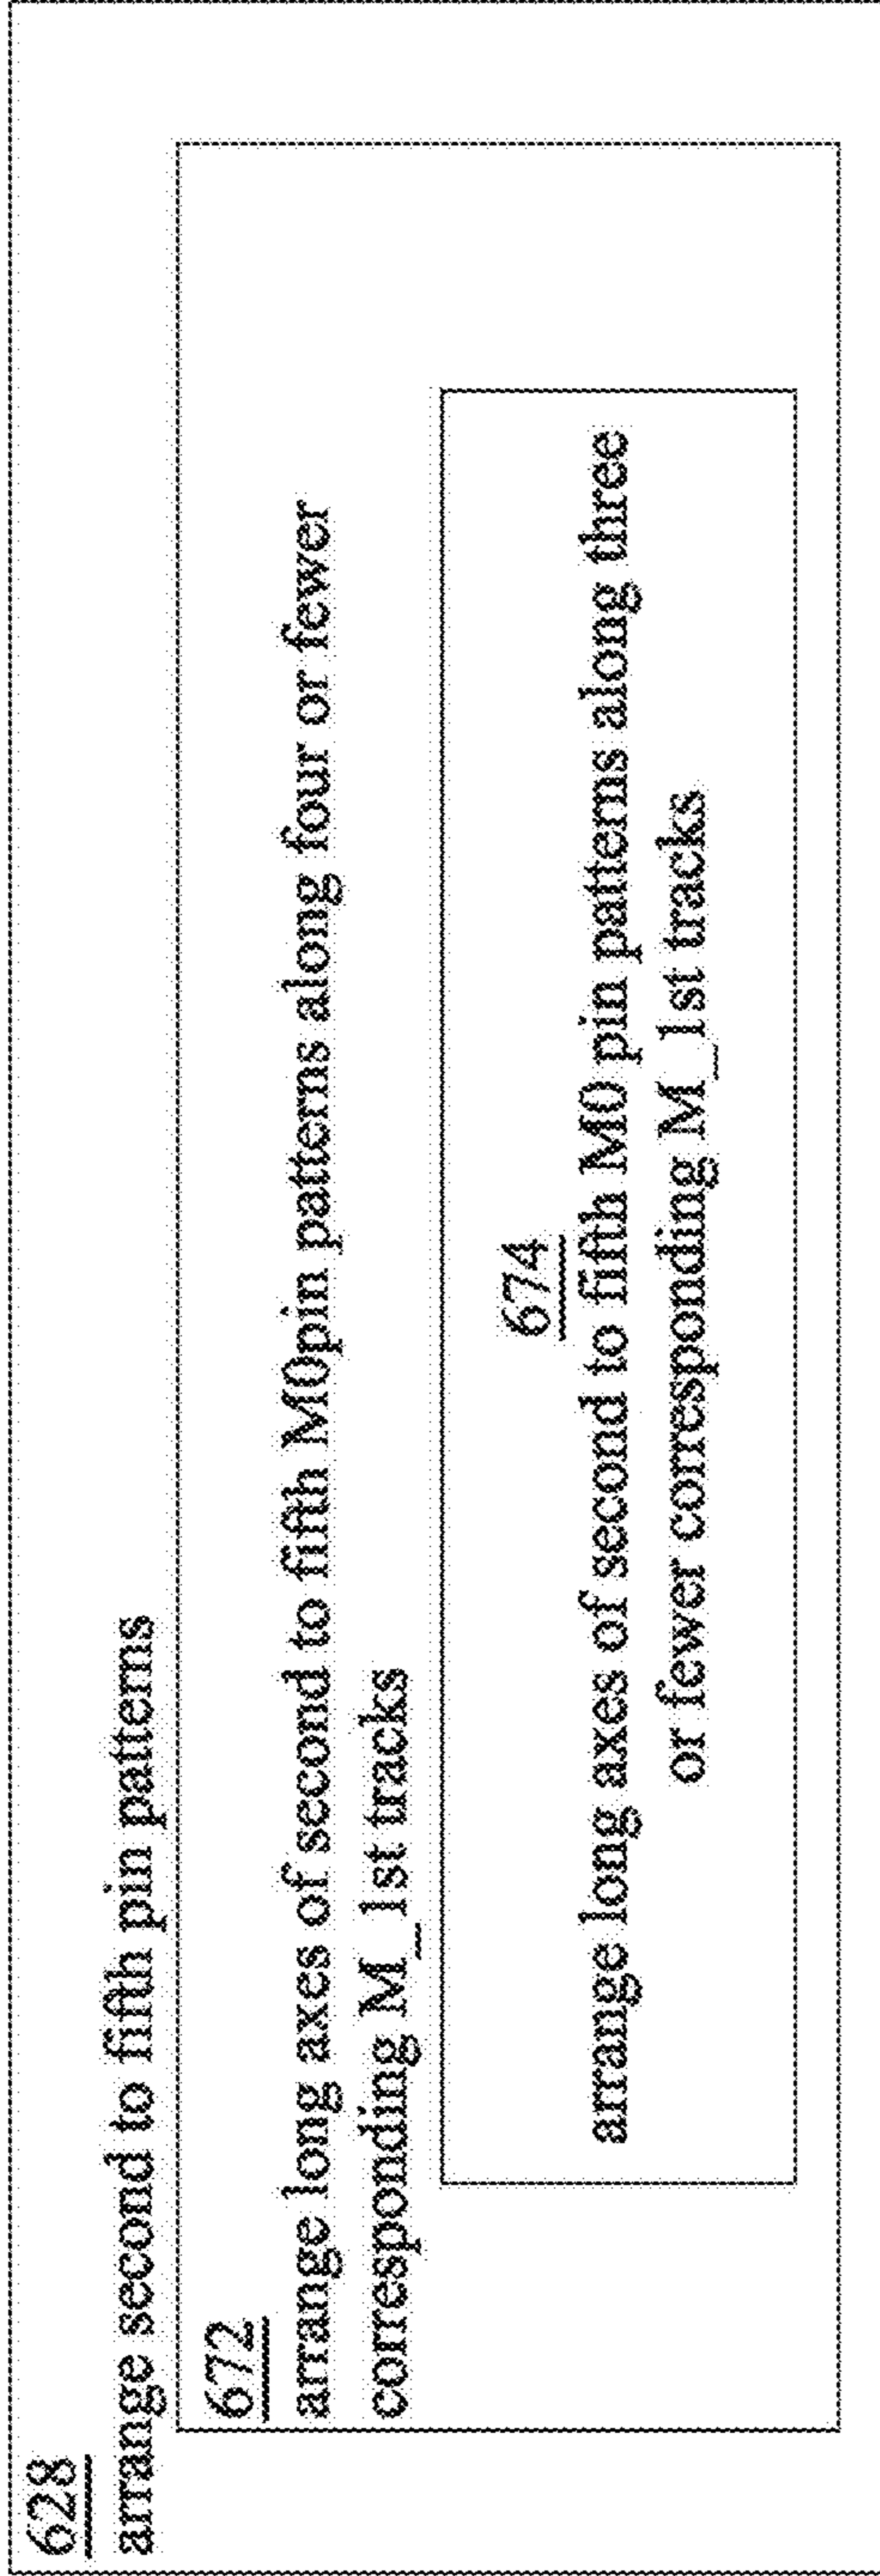 628
arrange second to fifth pin patterns
672
arrange long axes of second to fifth M0pin patterns along four or fewer
corresponding M_1st tracks
674
arrange long axes of second to fifth M0 pin patterns along three
or fewer corresponding M_1st tracks